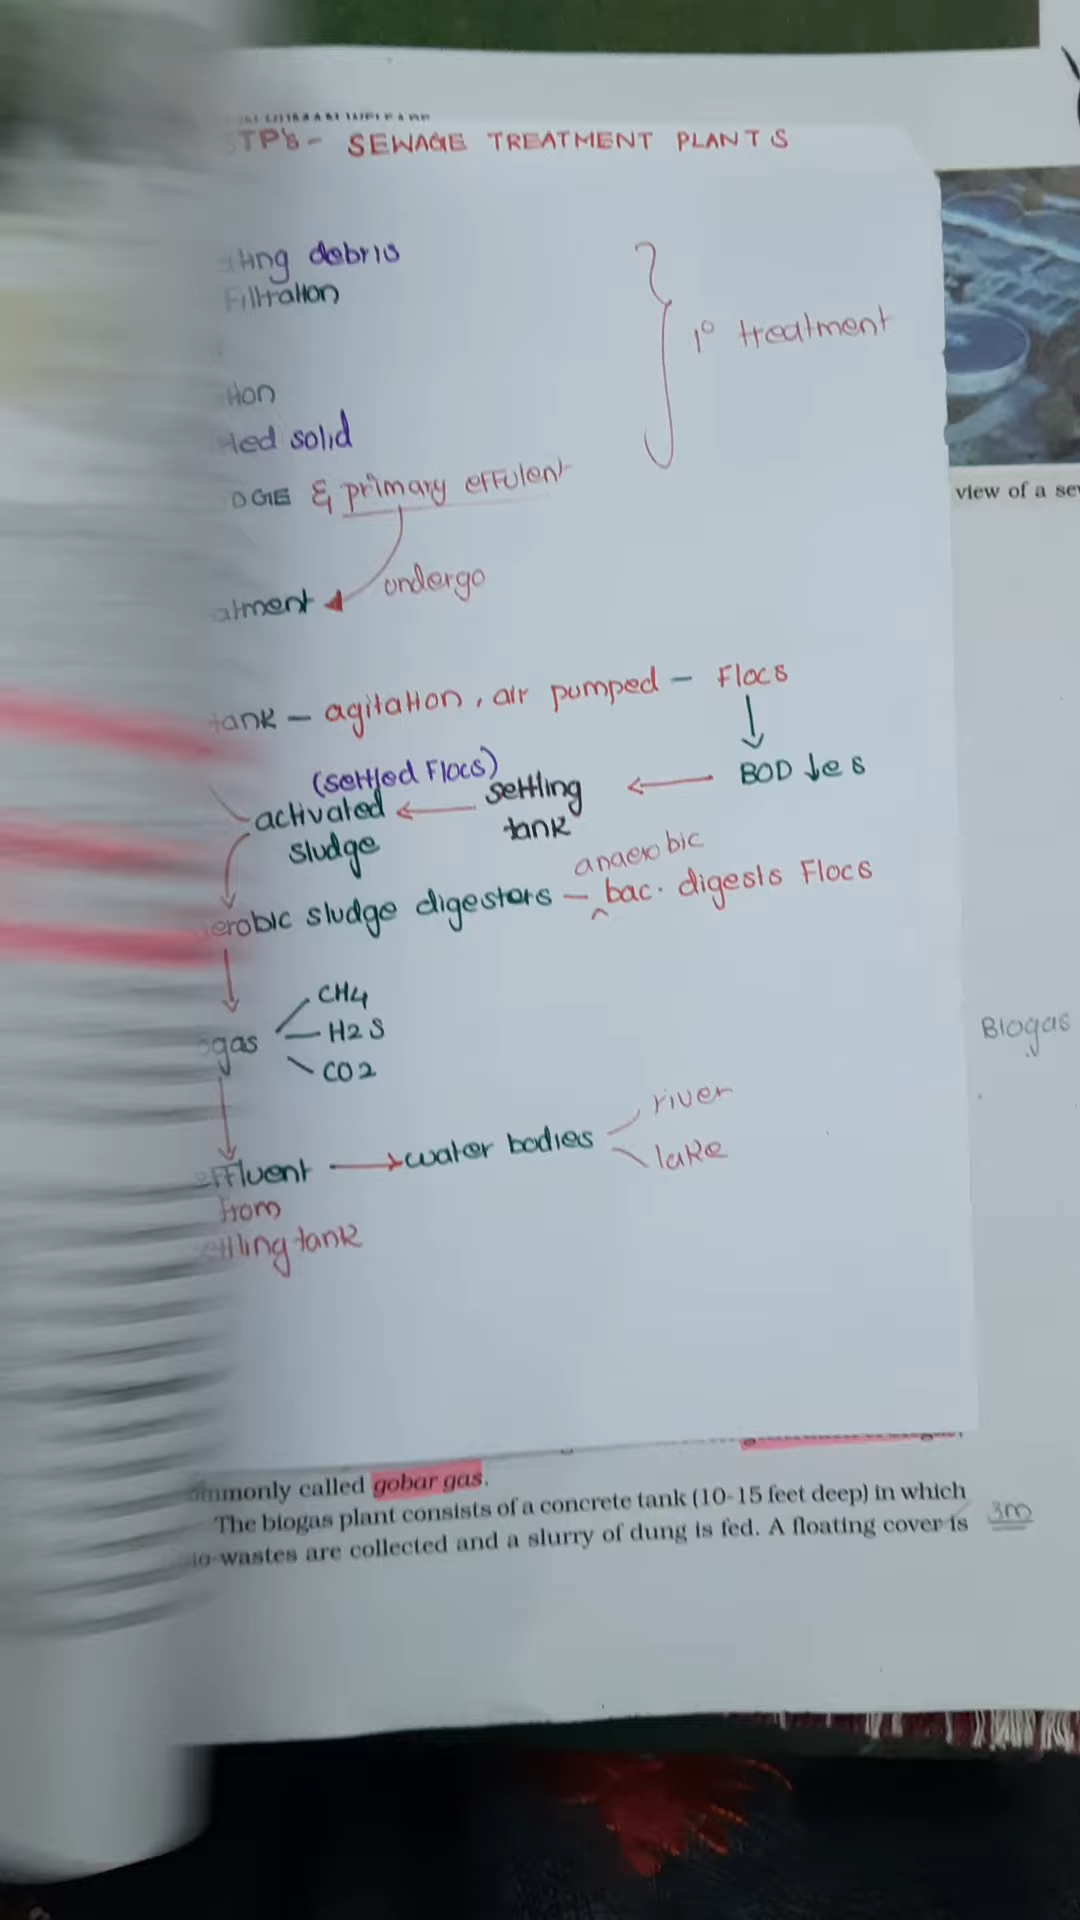 TP's - SEWAGE TREATMENT PLANTS
debris
Filtration
1° treatment
solid
& primary effulent
undergo
tank - agitation, air pumped - Flocs
BOD ↓es
(settled Flocs)
activated ← settling ←
sludge tank
anaerobic
erobic sludge digestors - ^ bac. digests Flocs
CH4
gas H2S
CO2
river
effluent → water bodies
lake
from
tank
view of a
Biogas
commonly called gobar gas.
The biogas plant consists of a concrete tank (10-15 feet deep) in which
wastes are collected and a slurry of dung is fed. A floating cover is
3m